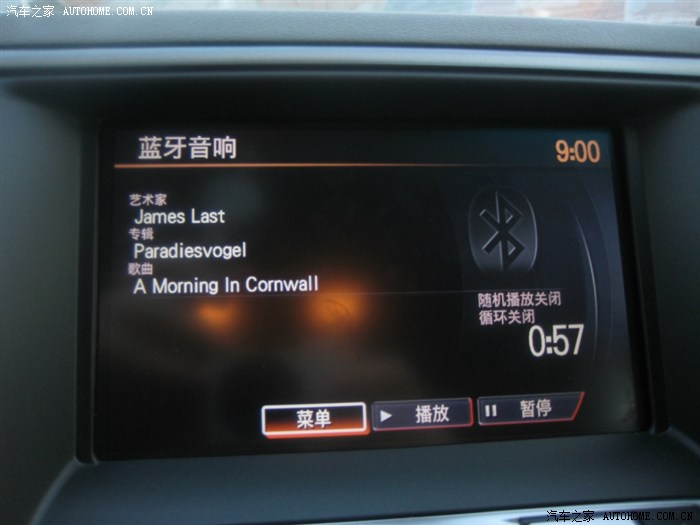 汽车之家 AUTOHOME.COM.CN
蓝牙音响 9:00
艺术家
James Last
专辑
Paradiesvogel
歌曲
A Morning In Cornwall
随机播放关闭
循环关闭
0:57
菜单 播放 暂停
汽车之家 AUTOHOME.COM.CN